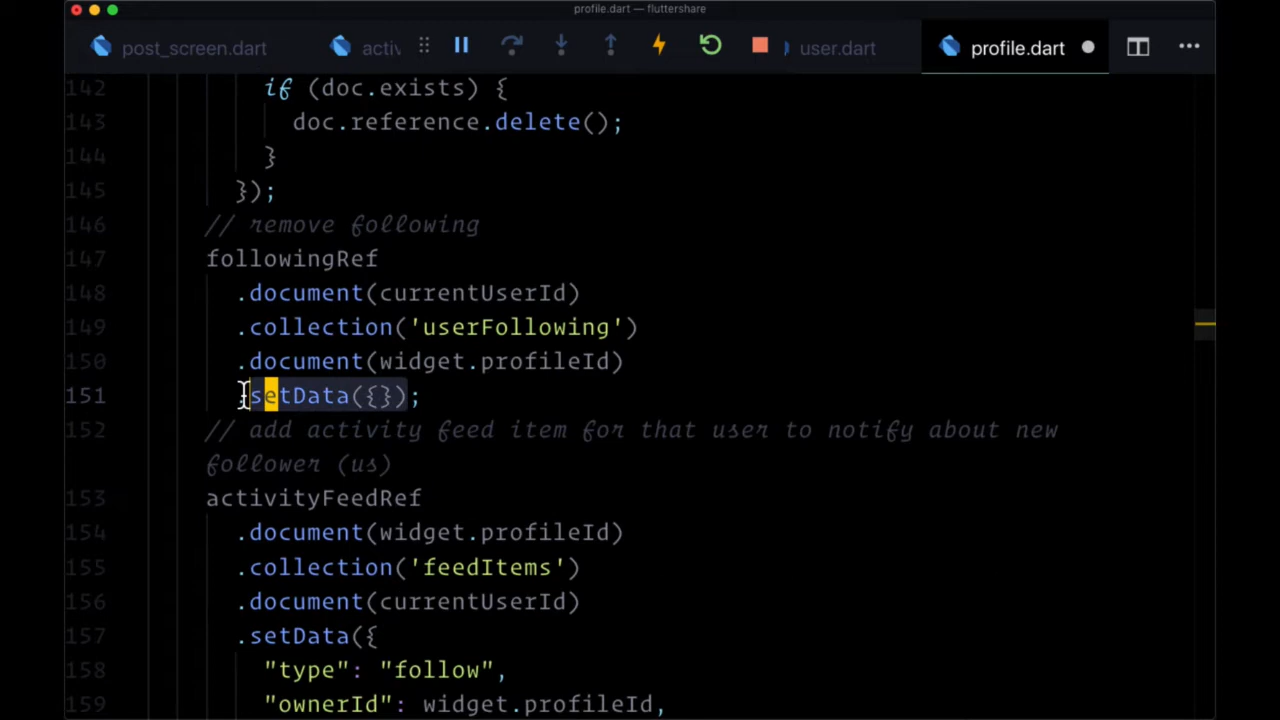 profile.dart — fluttershare
post_screen.dart activ user.dart profile.dart
142 if (doc.exists) {
143 doc.reference.delete();
144 }
145 });
146 // remove following
147 followingRef
148 .document(currentUserId)
149 .collection('userFollowing')
150 .document(widget.profileId)
151 .setData({});
152 // add activity feed item for that user to notify about new
follower (us)
153 activityFeedRef
154 .document(widget.profileId)
155 .collection('feedItems')
156 .document(currentUserId)
157 .setData({
158 "type": "follow",
159 "ownerId": widget.profileId,